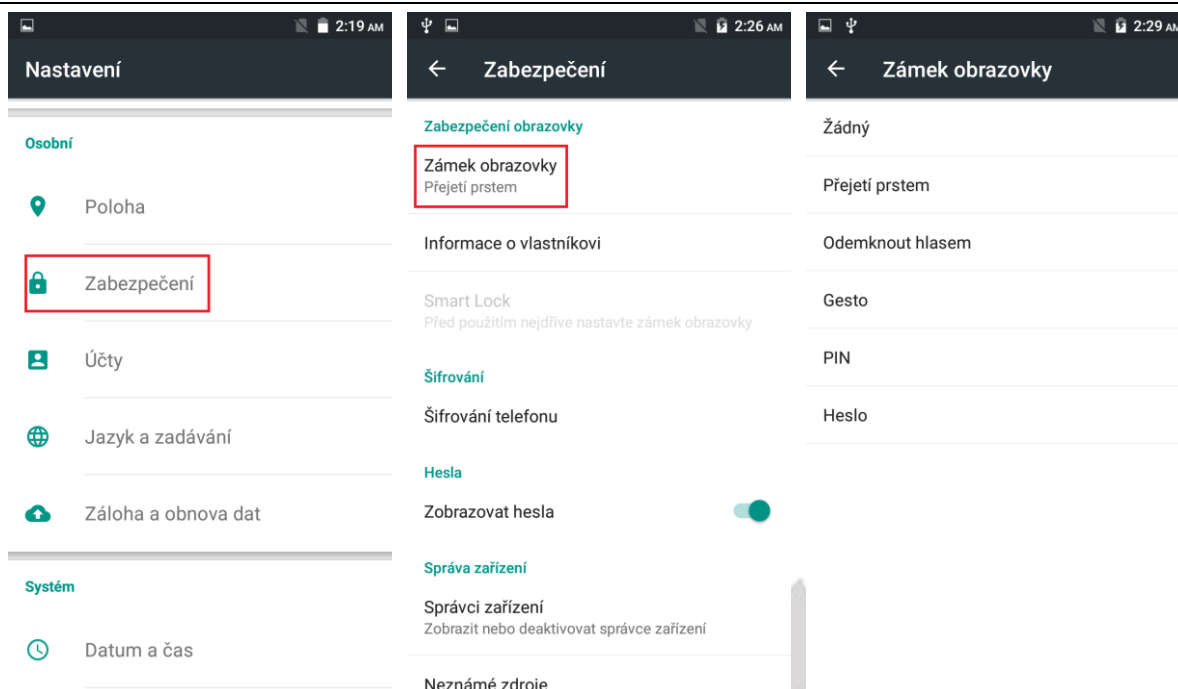 2:19 AM
Nastavení
Osobní
Poloha
Zabezpečení
Účty
Jazyk a zadávání
Záloha a obnova dat
Systém
Datum a čas
2:26 AM
Zabezpečení
Zabezpečení obrazovky
Zámek obrazovky
Přejetí prstem
Informace o vlastníkovi
Smart Lock
Před použitím nejdříve nastavte zámek obrazovky
Šifrování
Šifrování telefonu
Hesla
Zobrazovat hesla
Správa zařízení
Správci zařízení
Zobrazit nebo deaktivovat správce zařízení
Neznámé zdroje
2:29 AM
Zámek obrazovky
Žádný
Přejetí prstem
Odemknout hlasem
Gesto
PIN
Heslo